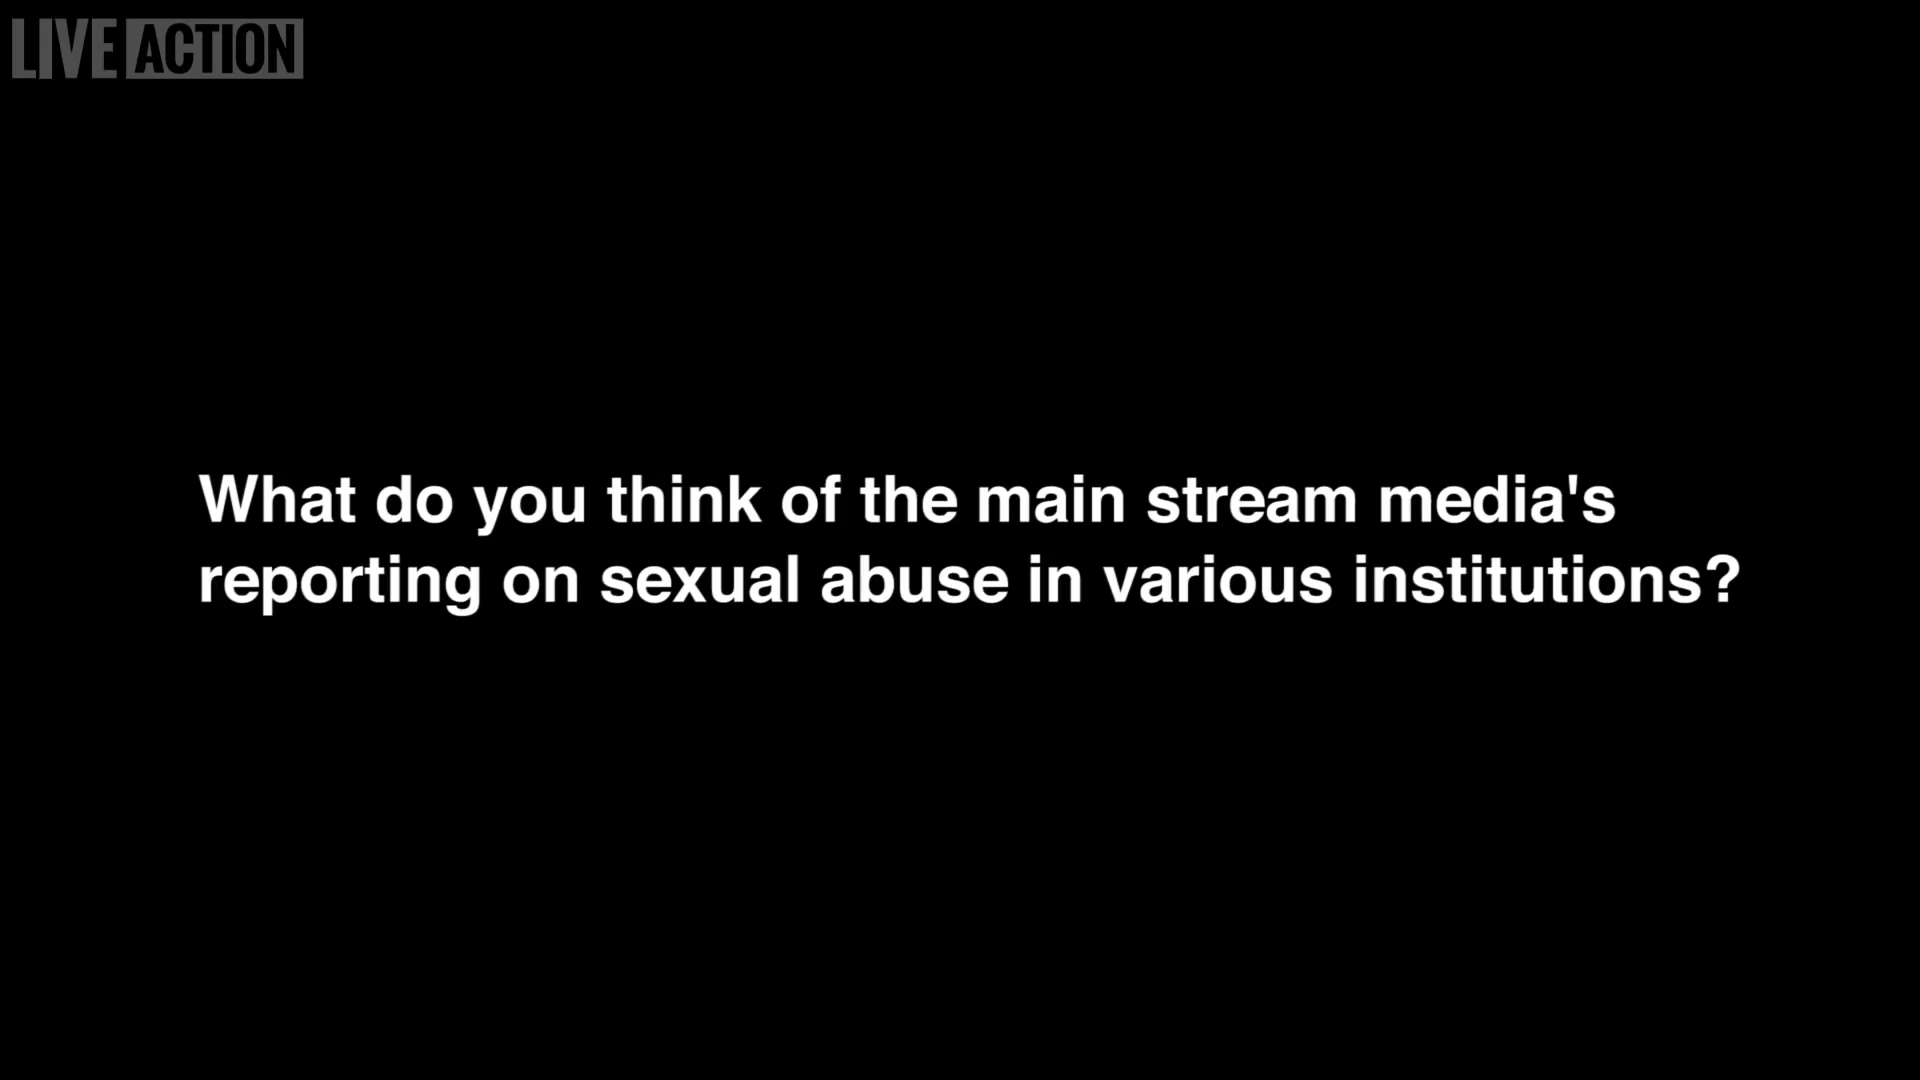 LIVE ACTION
What do you think of the main stream media's
reporting on sexual abuse in various institutions?